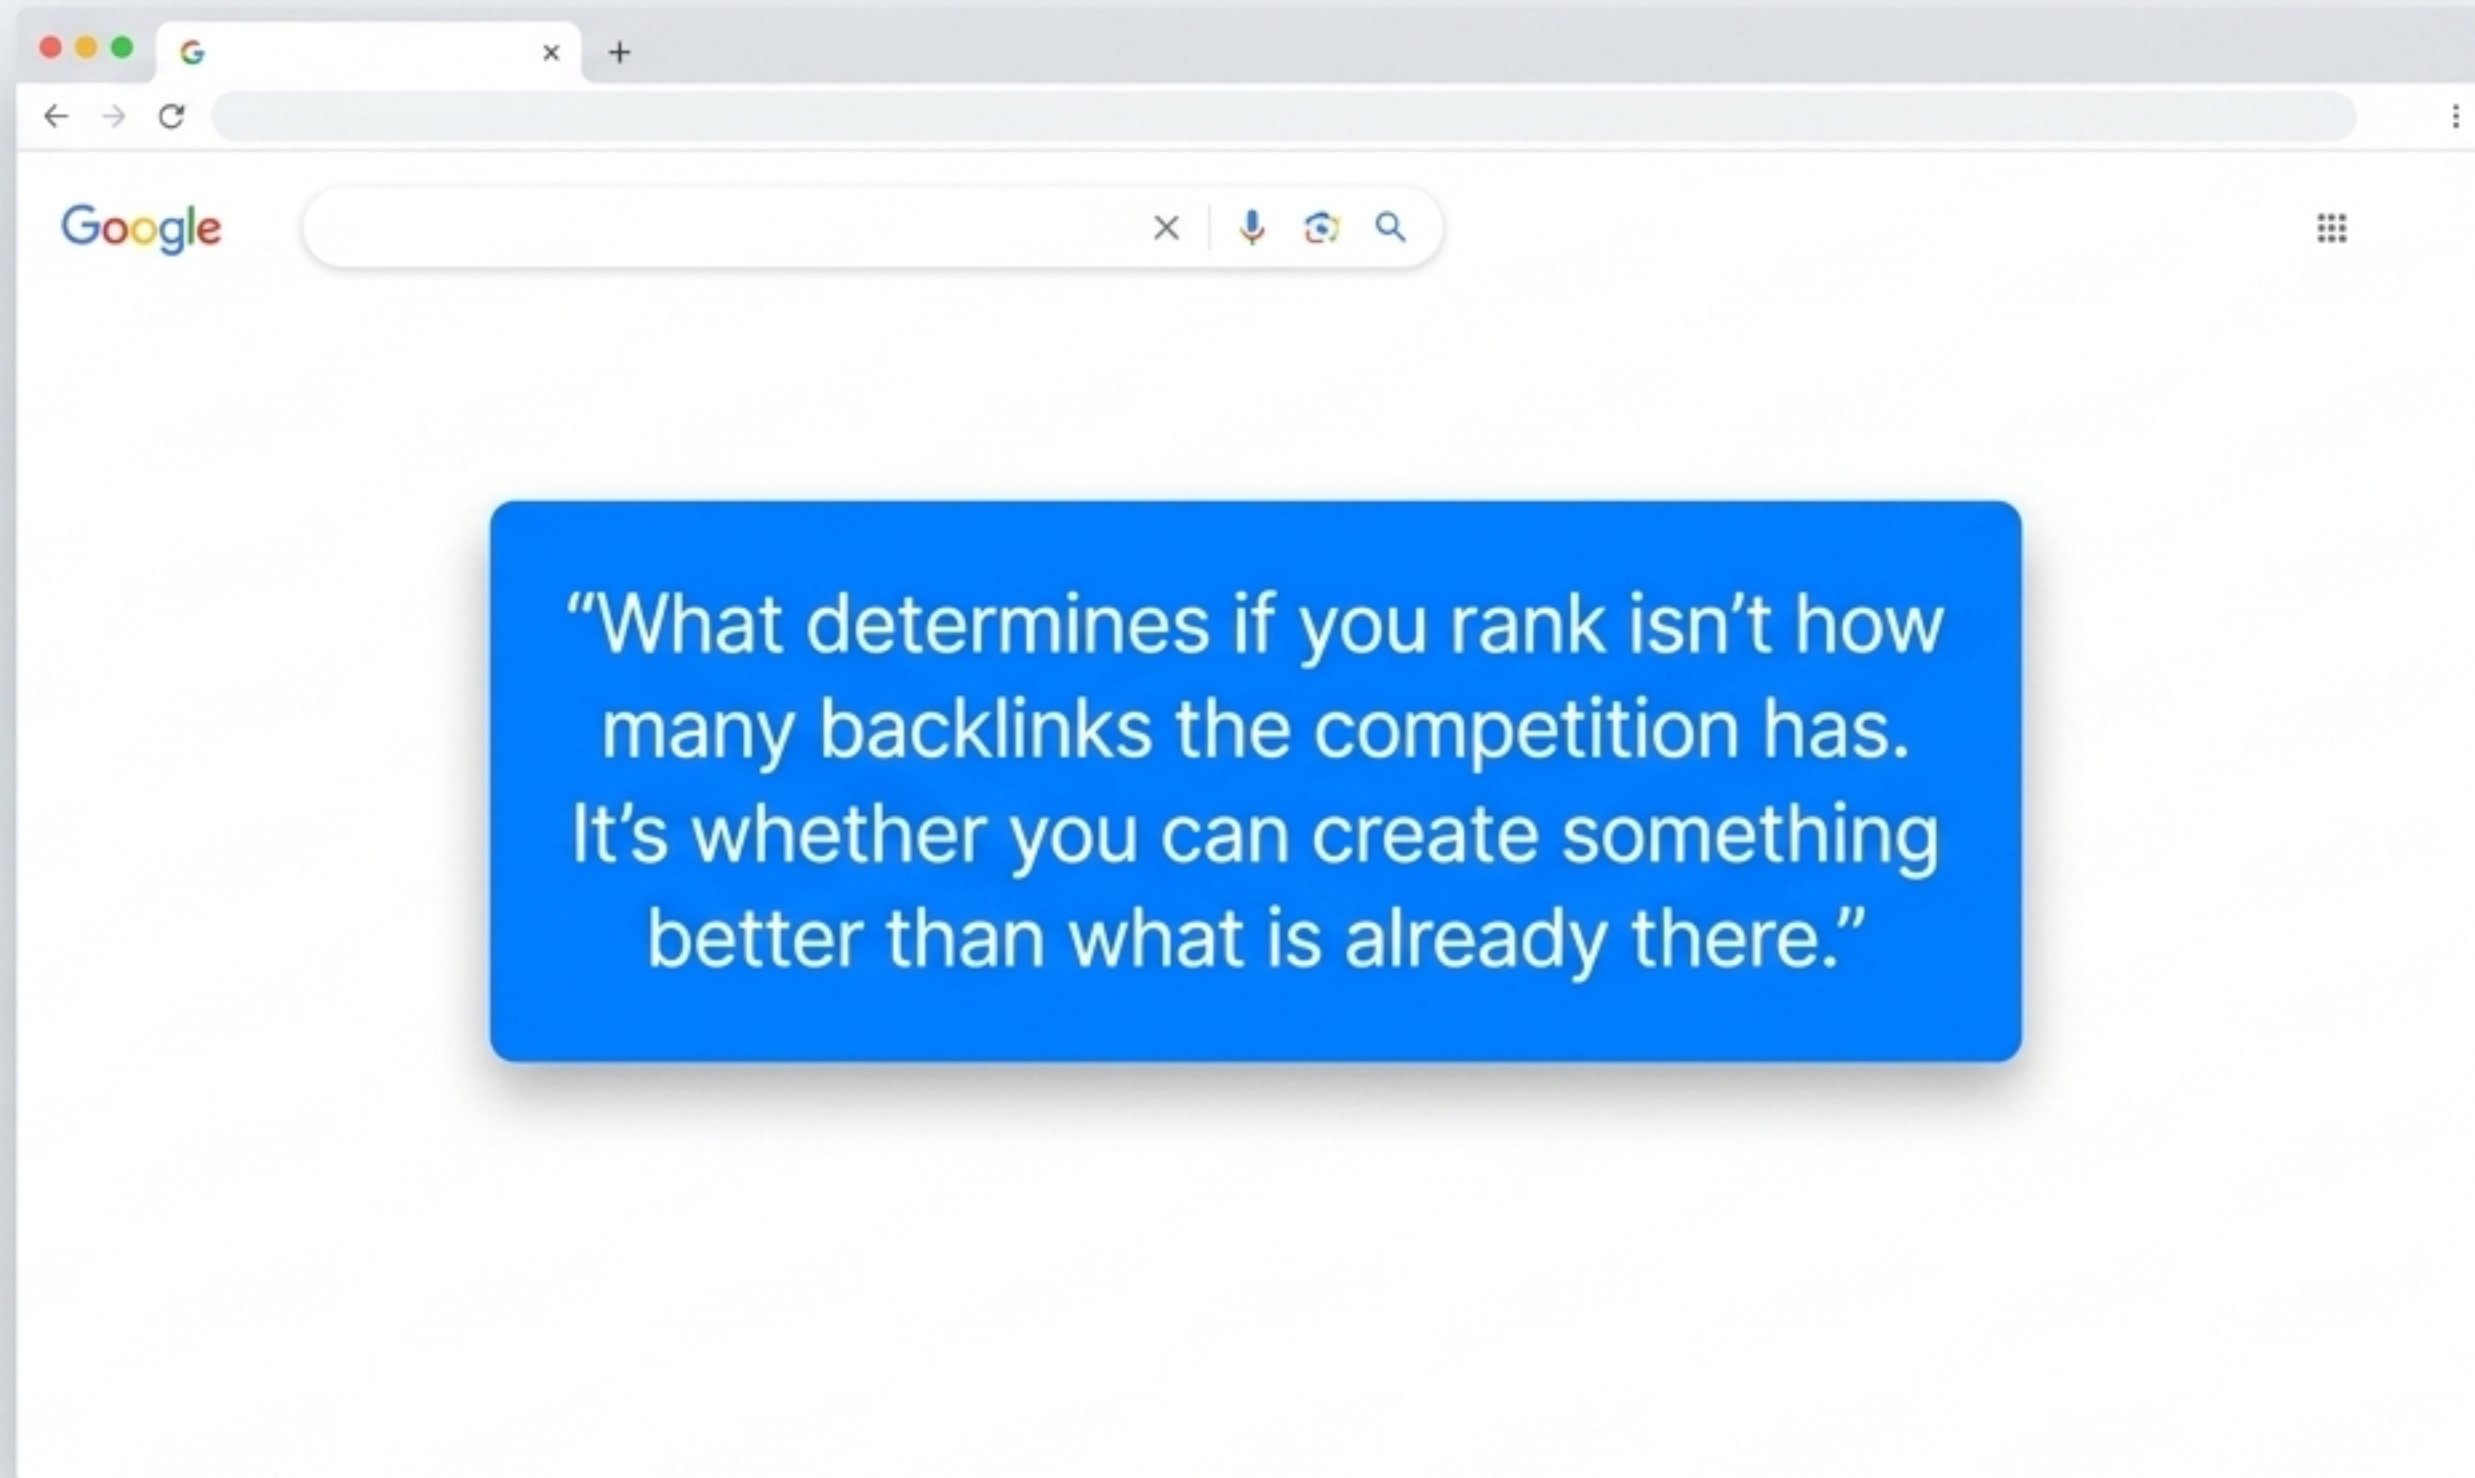 Google
“What determines if you rank isn’t how
many backlinks the competition has.
It’s whether you can create something
better than what is already there.”